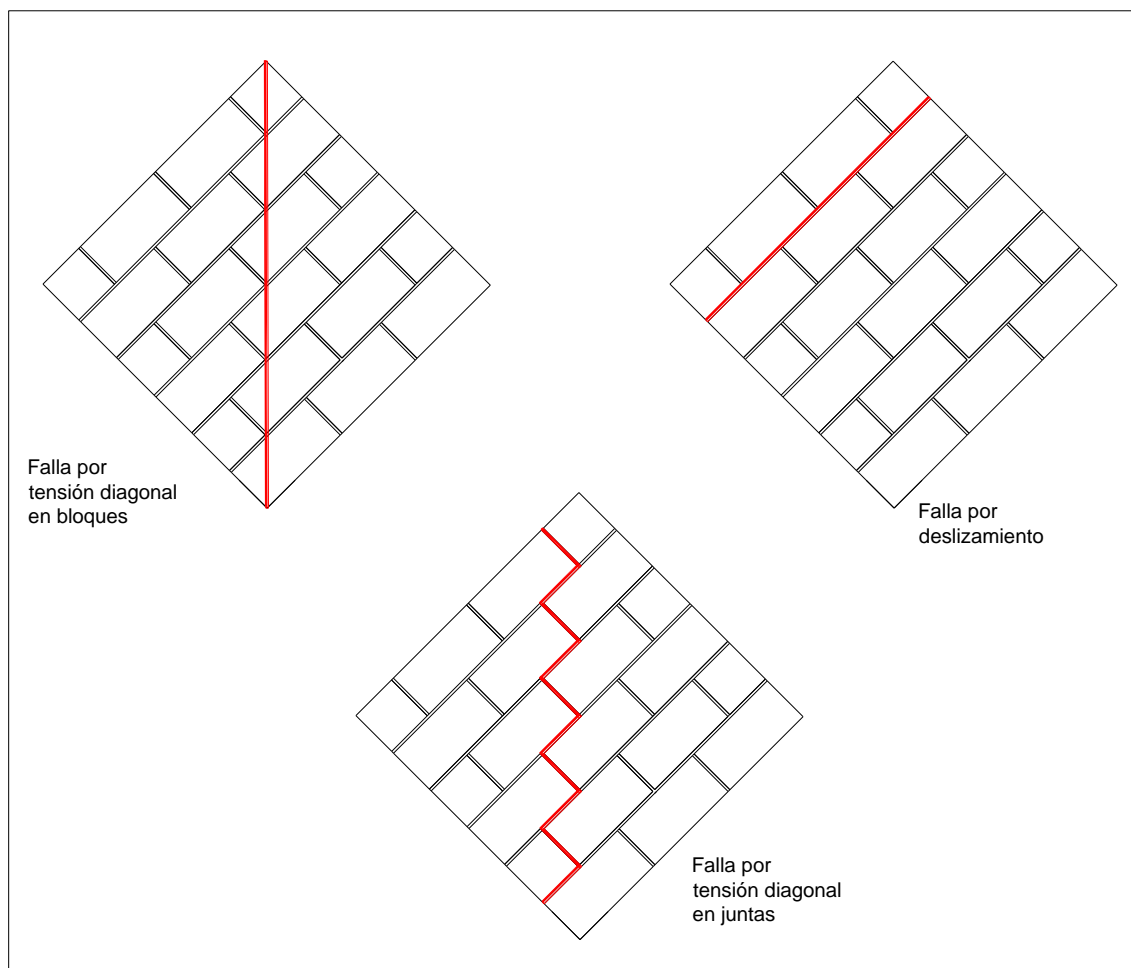 Falla por
tensión diagonal
en bloques
Falla por
deslizamiento
Falla por
tensión diagonal
en juntas